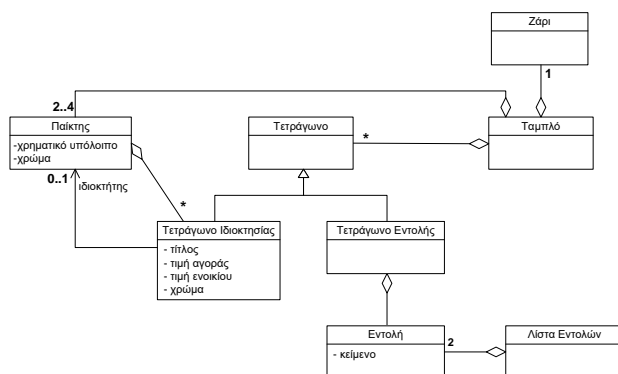 Ζάρι
1
2..4
Παίκτης
-χρηματικό υπόλοιπο
-χρώμα
Τετράγωνο
*
Ταμπλό
0..1
ιδιοκτήτης
*
Τετράγωνο Ιδιοκτησίας
- τίτλος
- τιμή αγοράς
- τιμή ενοικίου
- χρώμα
Τετράγωνο Εντολής
Εντολή
- κείμενο
2
Λίστα Εντολών